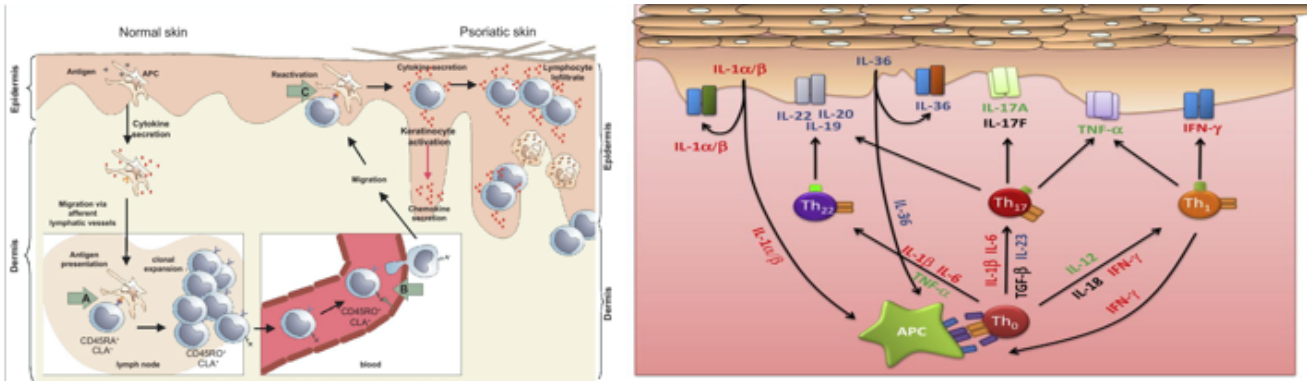 Normal skin
Psoriatic skin
Epidermis
Dermis
Antigen
APC
Cytokine
secretion
Migration via
afferent
lymphatic vessels
Antigen
presentation
clonal
expansion
A
CD45RA⁺
CLA⁻
CD45RO⁺
CLA⁺
lymph node
Reactivation
C
Cytokine secretion
Lymphocyte
infiltrate
Keratinocyte
activation
Chemokine
secretion
Migration
B
CD45RO⁺
CLA⁺
blood
Epidermis
Dermis
IL-1α/β
IL-36
IL-1α/β
IL-22
IL-20
IL-19
IL-36
IL-17A
IL-17F
TNF-α
IFN-γ
Th22
Th17
Th1
IL-1α/β
IL-36
IL-1β IL-6
TNF-α
IL-1β IL-6
TGF-β IL-23
IL-12
IL-18 IFN-γ
IFN-γ
APC
Th0